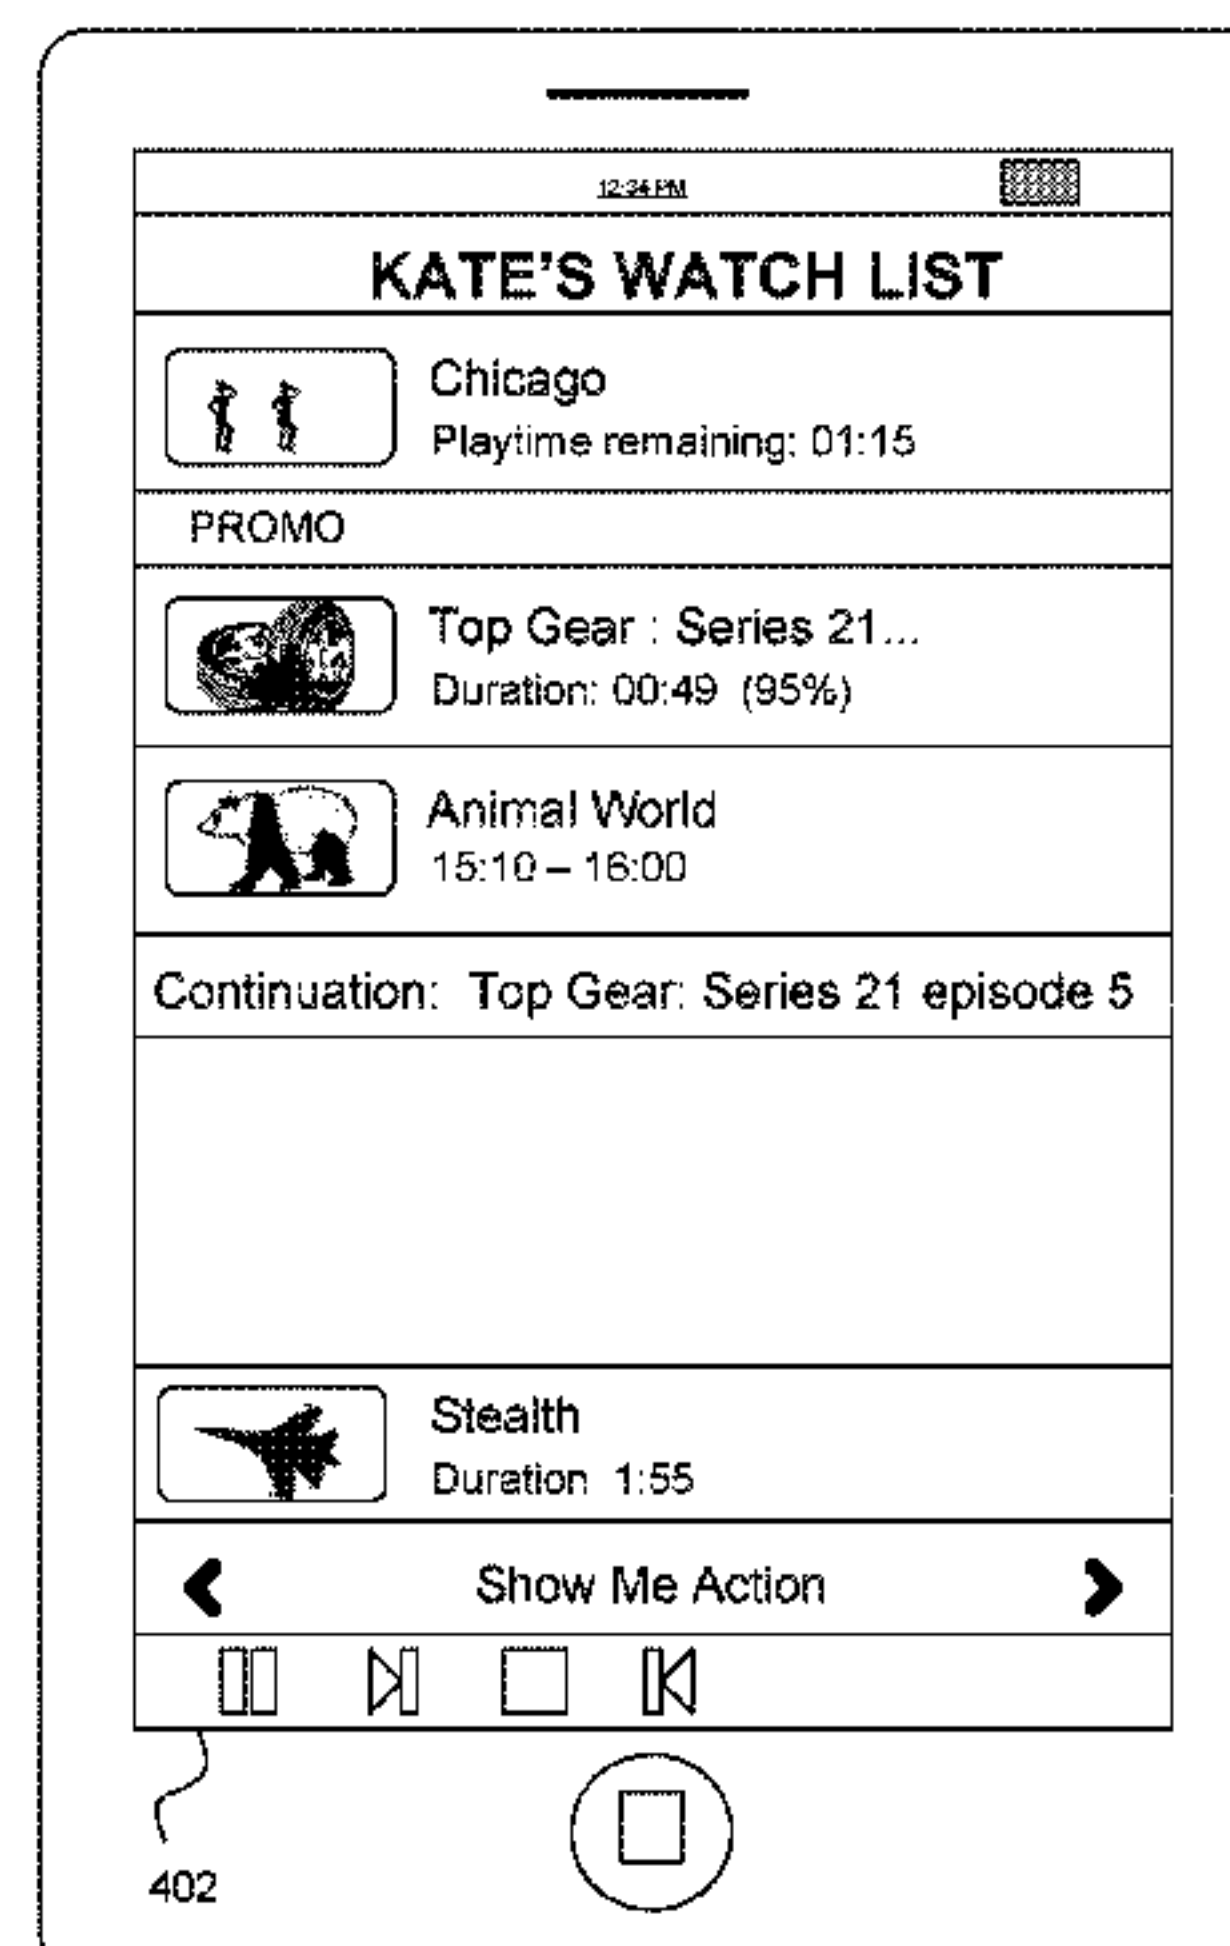 12:34 PM
KATE'S WATCH LIST
Chicago
Playtime remaining: 01:15
PROMO
Top Gear : Series 21...
Duration: 00:49 (95%)
Animal World
15:10 – 16:00
Continuation: Top Gear: Series 21 episode 5
Stealth
Duration 1:55
Show Me Action
402